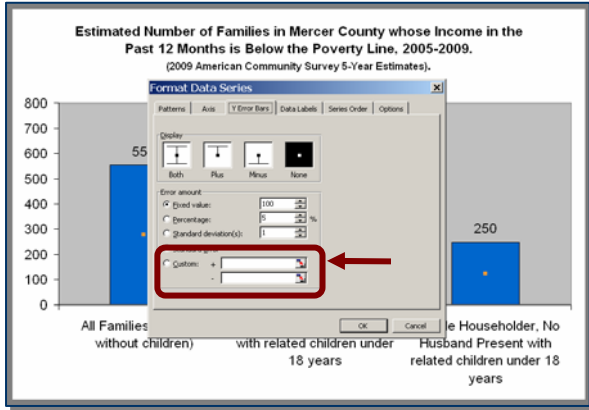 Estimated Number of Families in Mercer County whose Income in the
Past 12 Months is Below the Poverty Line, 2005-2009.
(2009 American Community Survey 5-Year Estimates).
Format Data Series
Patterns Axis Y Error Bars Data Labels Series Order Options
Display
Both Plus Minus None
Error amount
Fixed value: 100
Percentage: 5 %
Standard deviation(s): 1
Custom: +
-
OK Cancel
800
700
600
500
400
300
200
100
0
55
250
All Families
without children)
with related children under
18 years
le Householder, No
Husband Present with
related children under 18
years